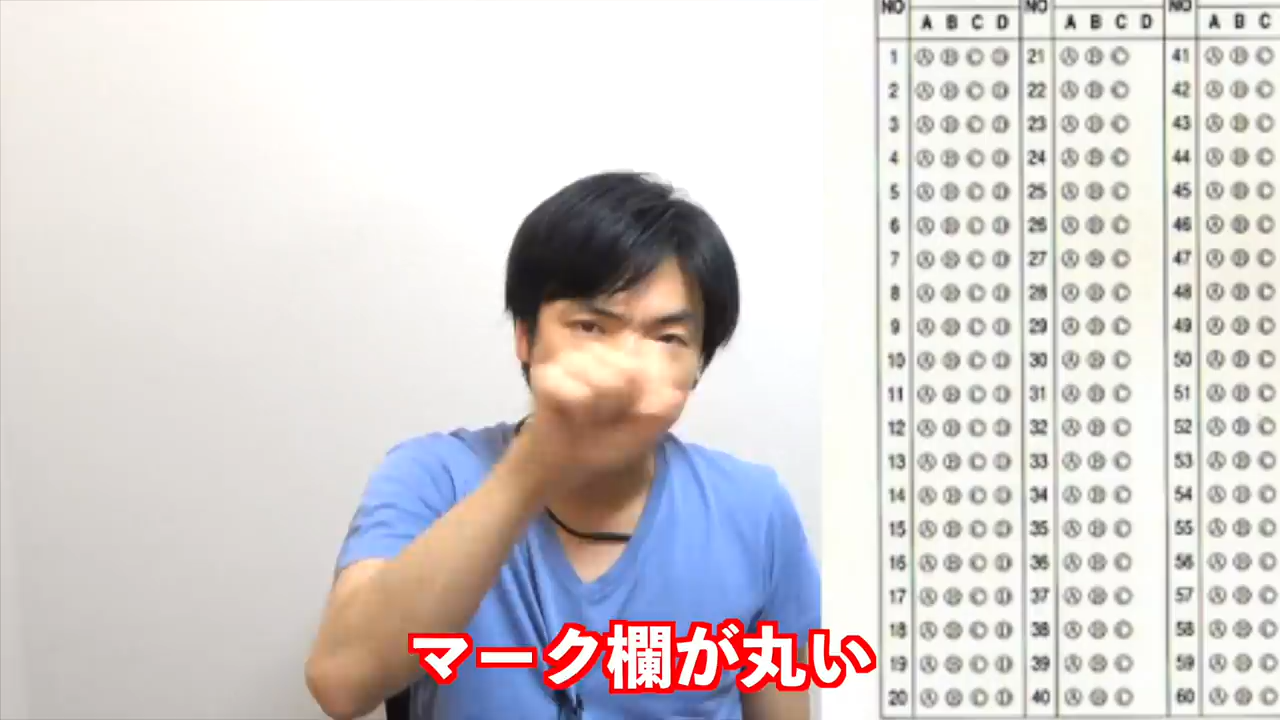 NO NO NO
A B C D A B C D A B C
1 Ⓐ Ⓑ Ⓒ Ⓓ 21 Ⓐ Ⓑ Ⓒ 41 Ⓐ Ⓑ Ⓒ
2 Ⓐ Ⓑ Ⓒ Ⓓ 22 Ⓐ Ⓑ Ⓒ 42 Ⓐ Ⓑ Ⓒ
3 Ⓐ Ⓑ Ⓒ Ⓓ 23 Ⓐ Ⓑ Ⓒ 43 Ⓐ Ⓑ Ⓒ
4 Ⓐ Ⓑ Ⓒ Ⓓ 24 Ⓐ Ⓑ Ⓒ 44 Ⓐ Ⓑ Ⓒ
5 Ⓐ Ⓑ Ⓒ Ⓓ 25 Ⓐ Ⓑ Ⓒ 45 Ⓐ Ⓑ Ⓒ
6 Ⓐ Ⓑ Ⓒ Ⓓ 26 Ⓐ Ⓑ Ⓒ 46 Ⓐ Ⓑ Ⓒ
7 Ⓐ Ⓑ Ⓒ Ⓓ 27 Ⓐ Ⓑ Ⓒ 47 Ⓐ Ⓑ Ⓒ
8 Ⓐ Ⓑ Ⓒ Ⓓ 28 Ⓐ Ⓑ Ⓒ 48 Ⓐ Ⓑ Ⓒ
9 Ⓐ Ⓑ Ⓒ Ⓓ 29 Ⓐ Ⓑ Ⓒ 49 Ⓐ Ⓑ Ⓒ
10 Ⓐ Ⓑ Ⓒ Ⓓ 30 Ⓐ Ⓑ Ⓒ 50 Ⓐ Ⓑ Ⓒ
11 Ⓐ Ⓑ Ⓒ Ⓓ 31 Ⓐ Ⓑ Ⓒ 51 Ⓐ Ⓑ Ⓒ
12 Ⓐ Ⓑ Ⓒ Ⓓ 32 Ⓐ Ⓑ Ⓒ 52 Ⓐ Ⓑ Ⓒ
13 Ⓐ Ⓑ Ⓒ Ⓓ 33 Ⓐ Ⓑ Ⓒ 53 Ⓐ Ⓑ Ⓒ
14 Ⓐ Ⓑ Ⓒ Ⓓ 34 Ⓐ Ⓑ Ⓒ 54 Ⓐ Ⓑ Ⓒ
15 Ⓐ Ⓑ Ⓒ Ⓓ 35 Ⓐ Ⓑ Ⓒ 55 Ⓐ Ⓑ Ⓒ
16 Ⓐ Ⓑ Ⓒ Ⓓ 36 Ⓐ Ⓑ Ⓒ 56 Ⓐ Ⓑ Ⓒ
17 Ⓐ Ⓑ Ⓒ Ⓓ 37 Ⓐ Ⓑ Ⓒ 57 Ⓐ Ⓑ Ⓒ
18 Ⓐ Ⓑ Ⓒ Ⓓ 38 Ⓐ Ⓑ Ⓒ 58 Ⓐ Ⓑ Ⓒ
19 Ⓐ Ⓑ Ⓒ Ⓓ 39 Ⓐ Ⓑ Ⓒ 59 Ⓐ Ⓑ Ⓒ
20 Ⓐ Ⓑ Ⓒ Ⓓ 40 Ⓐ Ⓑ Ⓒ 60 Ⓐ Ⓑ Ⓒ
マーク欄が丸い